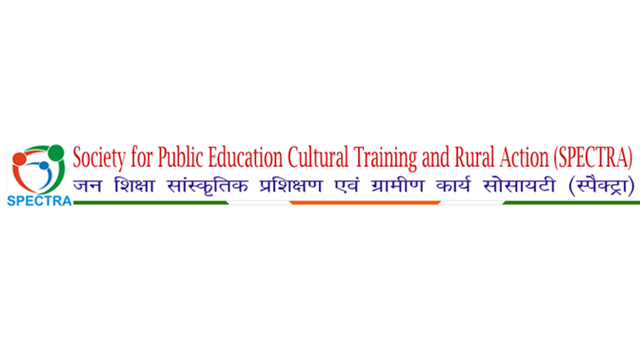 Society for Public Education Cultural Training and Rural Action (SPECTRA)
जन शिक्षा सांस्कृतिक प्रशिक्षण एवं ग्रामीण कार्य सोसायटी (स्पैक्ट्रा)
SPECTRA